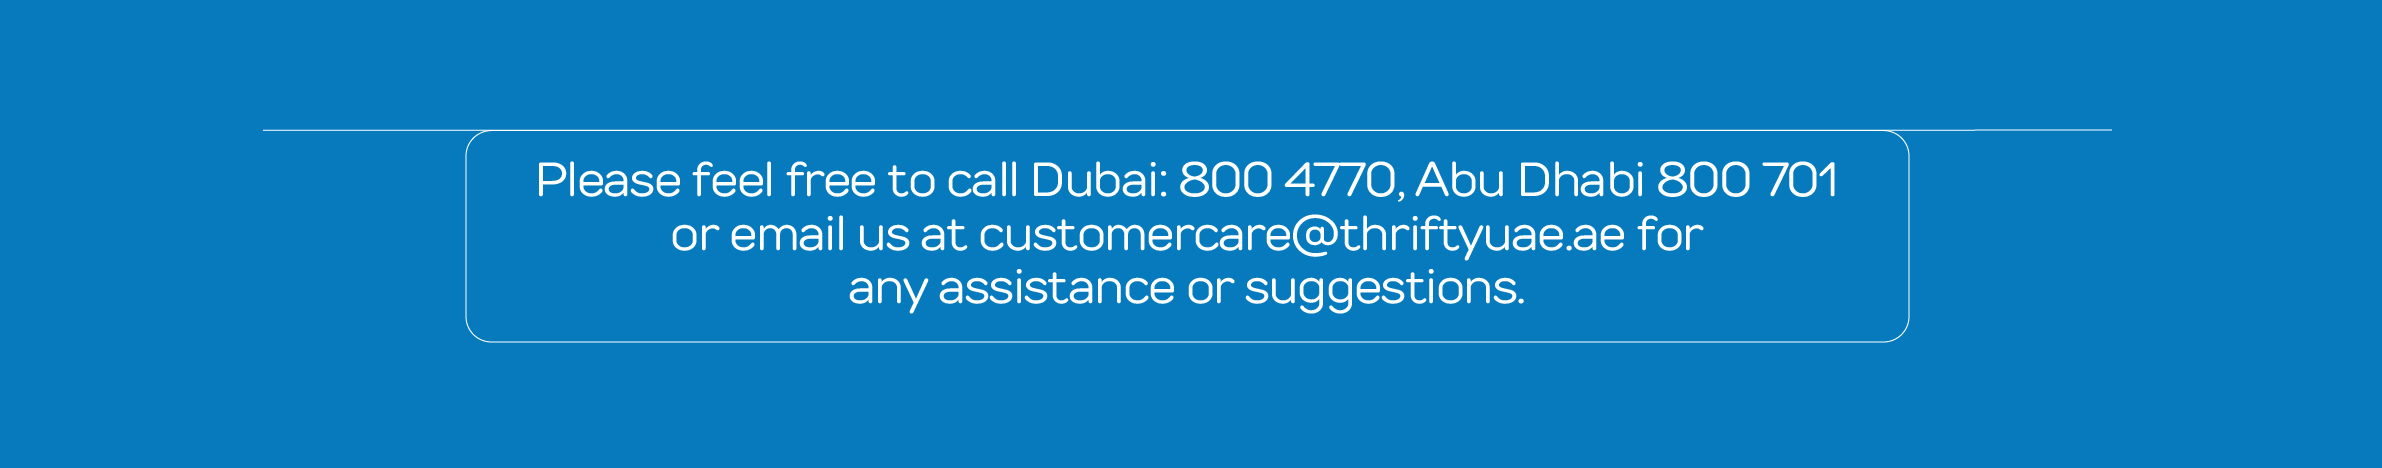 Please feel free to call Dubai: 800 4770, Abu Dhabi 800 701
or email us at customercare@thriftyuae.ae for
any assistance or suggestions.